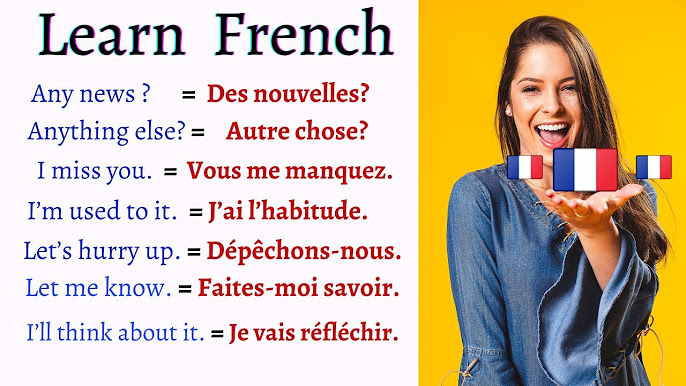 Learn French
Any news ? = Des nouvelles?
Anything else? = Autre chose?
I miss you. = Vous me manquez.
I'm used to it. = J'ai l'habitude.
Let's hurry up. = Dépêchons-nous.
Let me know. = Faites-moi savoir.
I'll think about it. = Je vais réfléchir.